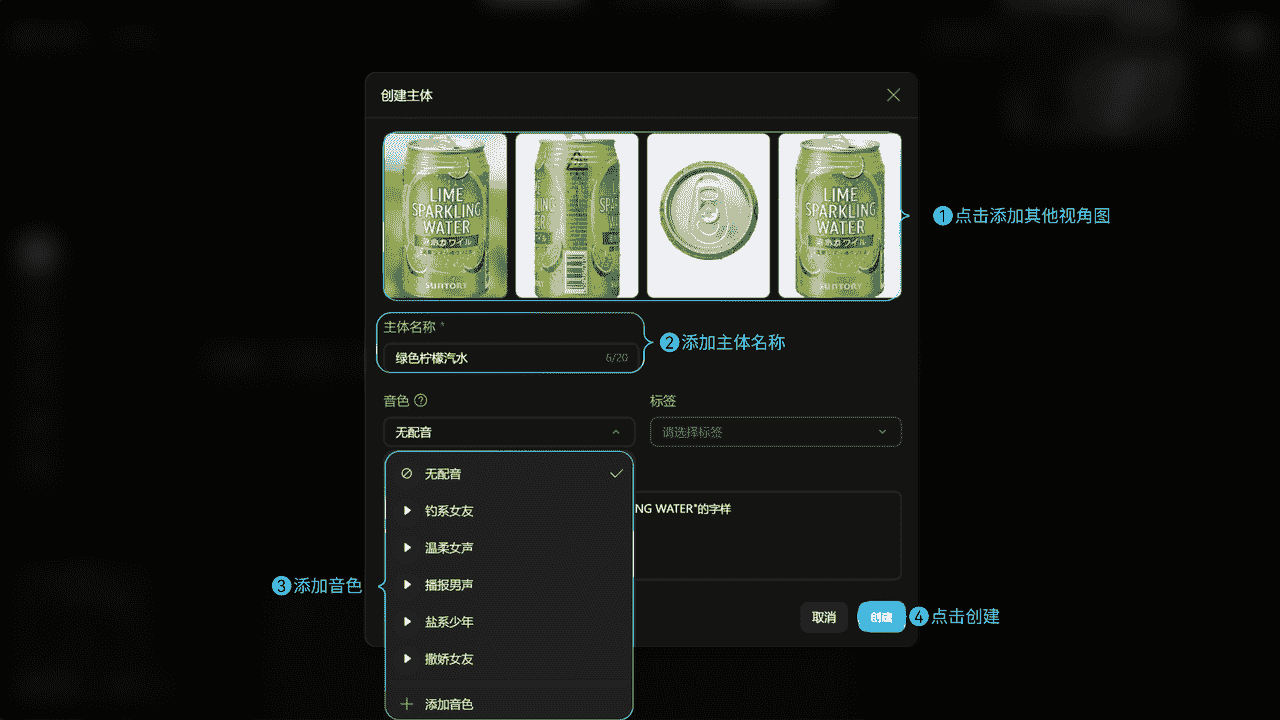 创建主体
LIME
SPARKLING
WATER
SUNTORY
LIME
SPARKLING
WATER
SUNTORY
❶点击添加其他视角图
主体名称 *
绿色柠檬汽水
6/20
❷添加主体名称
音色
标签
无配音
请选择标签
无配音
钓系女友
温柔女声
播报男声
盐系少年
撒娇女友
添加音色
NG WATER"的字样
❸添加音色
取消
创建
❹点击创建